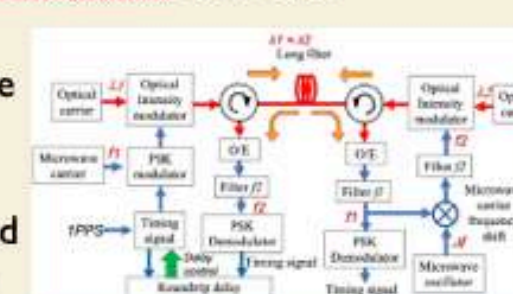 λ1 ≈ λ2
Long fiber
Optical
carrier
λ1
Optical
Intensity
modulator
Optical
Intensity
modulator
Microwave
carrier
f1
PSK
modulator
O/E
O/E
f2
Filter f2
Filter f2
Filter f1
f2
f1
Microwave
carrier
frequency
shift
1PPS
Timing
signal
PSK
Demodulator
PSK
Demodulator
Δf
Delay
control
Timing signal
Microwave
oscillator
Roundtrip delay
Timing signal